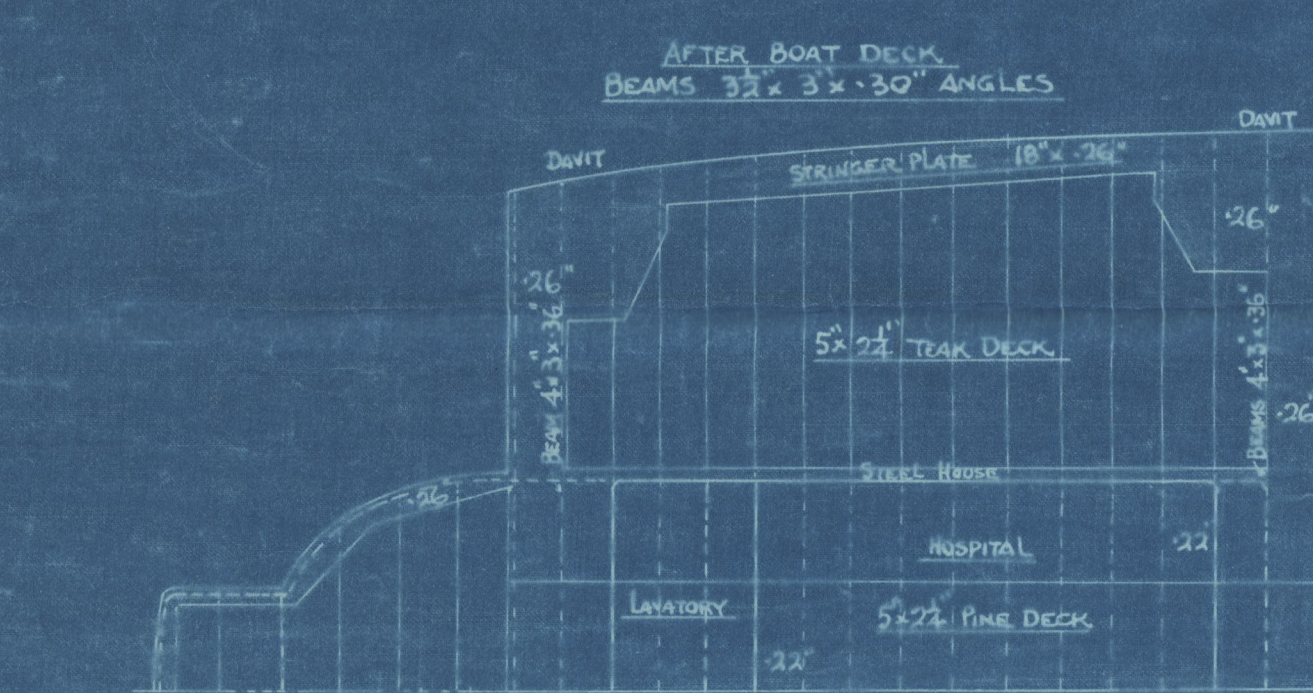 AFTER BOAT DECK
BEAMS 3½" x 3" x .30" ANGLES
DAVIT
DAVIT
STRINGER PLATE 18" x .26"
.26"
.26"
BEAM 4" x 3" x .36"
BEAMS 4" x 3" x .36"
5" x 2¼" TEAK DECK
.26
STEEL HOUSE
.26
HOSPITAL
.22"
LAVATORY
5" x 2¼" PINE DECK
.22"